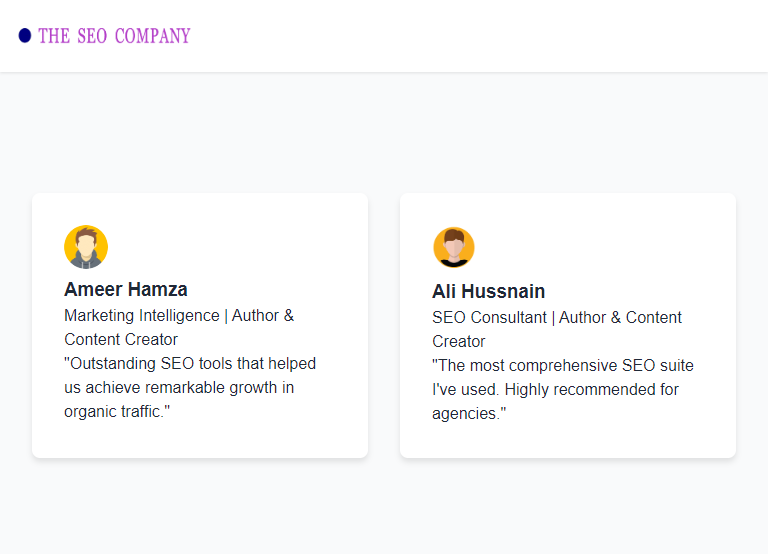 THE SEO COMPANY
Ameer Hamza
Marketing Intelligence | Author &
Content Creator
"Outstanding SEO tools that helped
us achieve remarkable growth in
organic traffic."
Ali Hussnain
SEO Consultant | Author & Content
Creator
"The most comprehensive SEO suite
I've used. Highly recommended for
agencies."